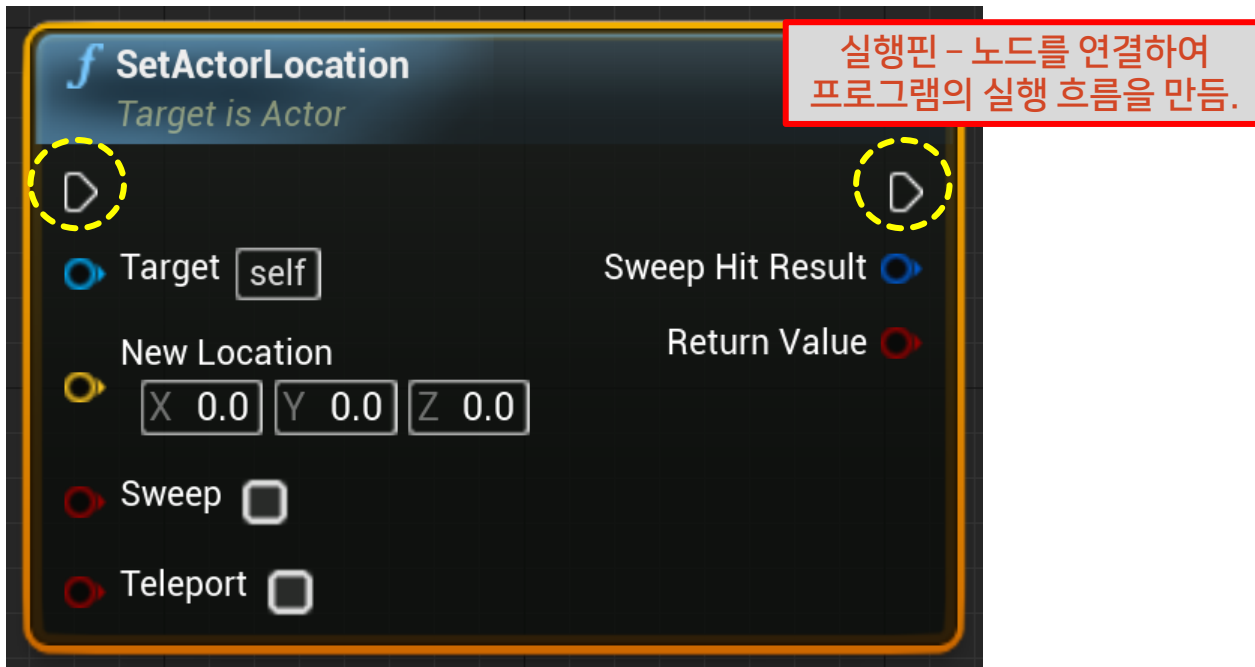 SetActorLocation
Target is Actor
실행핀 – 노드를 연결하여
프로그램의 실행 흐름을 만듬.
Target self
Sweep Hit Result
New Location
Return Value
X 0.0 Y 0.0 Z 0.0
Sweep
Teleport